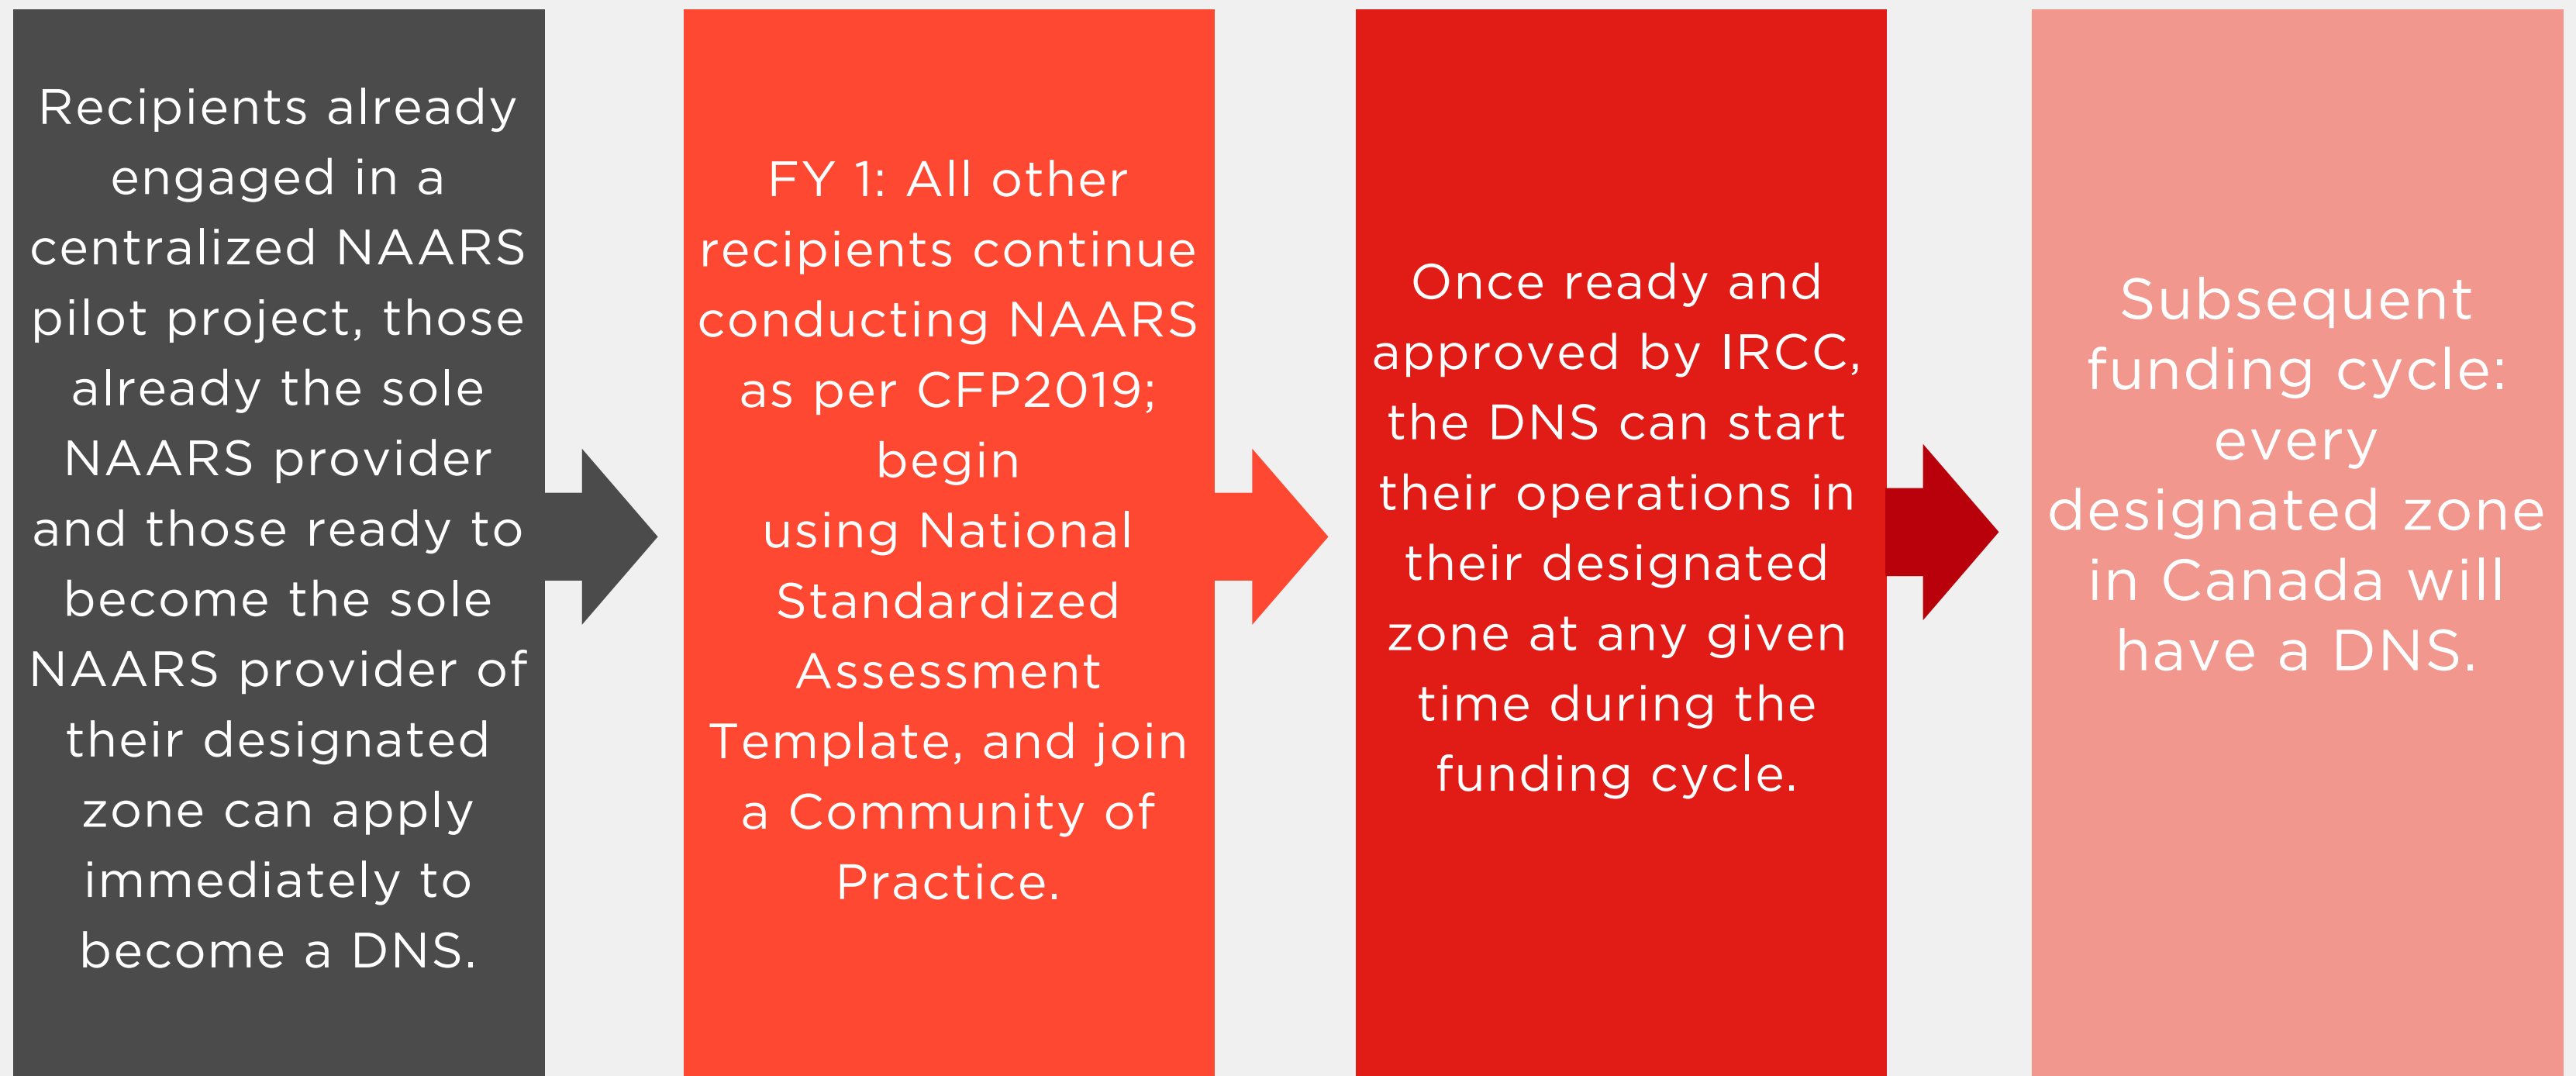 Recipients already
engaged in a
centralized NAARS
pilot project, those
already the sole
NAARS provider
and those ready to
become the sole
NAARS provider of
their designated
zone can apply
immediately to
become a DNS.
FY 1: All other
recipients continue
conducting NAARS
as per CFP2019;
begin
using National
Standardized
Assessment
Template, and join
a Community of
Practice.
Once ready and
approved by IRCC,
the DNS can start
their operations in
their designated
zone at any given
time during the
funding cycle.
Subsequent
funding cycle:
every
designated zone
in Canada will
have a DNS.